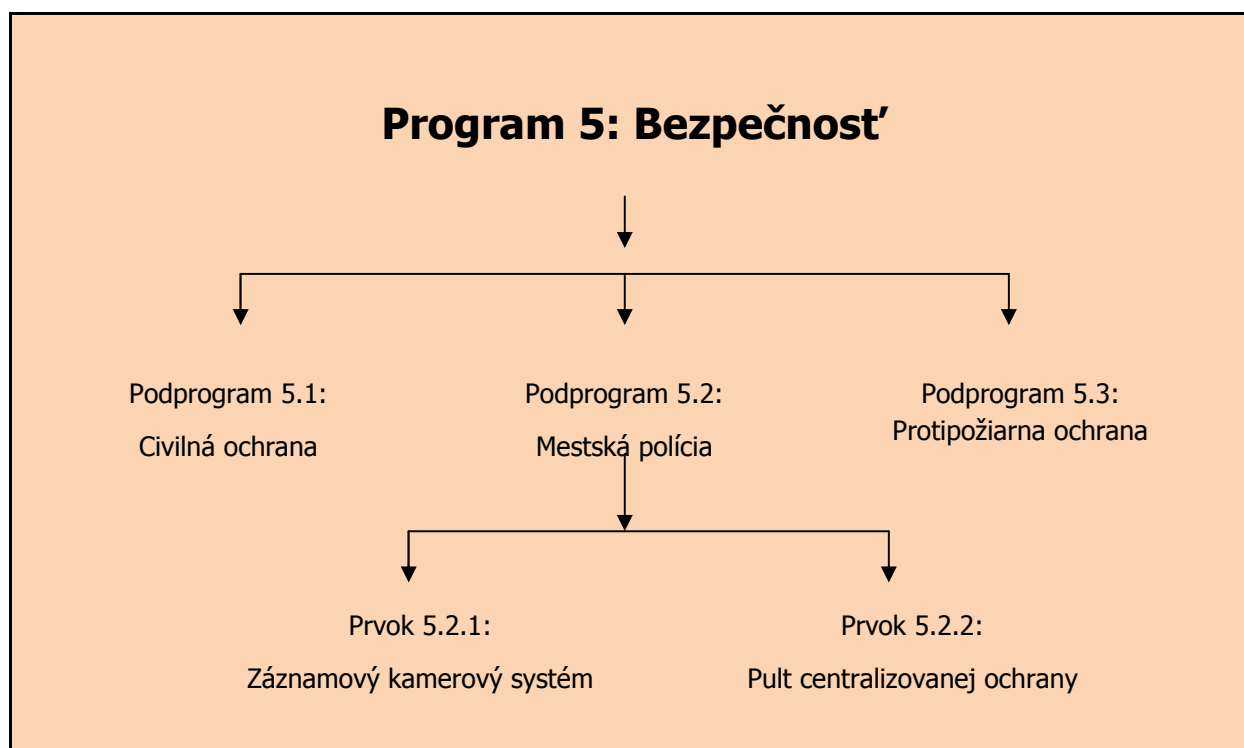 Program 5: Bezpečnosť
Podprogram 5.1:
Civilná ochrana
Podprogram 5.2:
Mestská polícia
Podprogram 5.3:
Protipožiarna ochrana
Prvok 5.2.1:
Záznamový kamerový systém
Prvok 5.2.2:
Pult centralizovanej ochrany